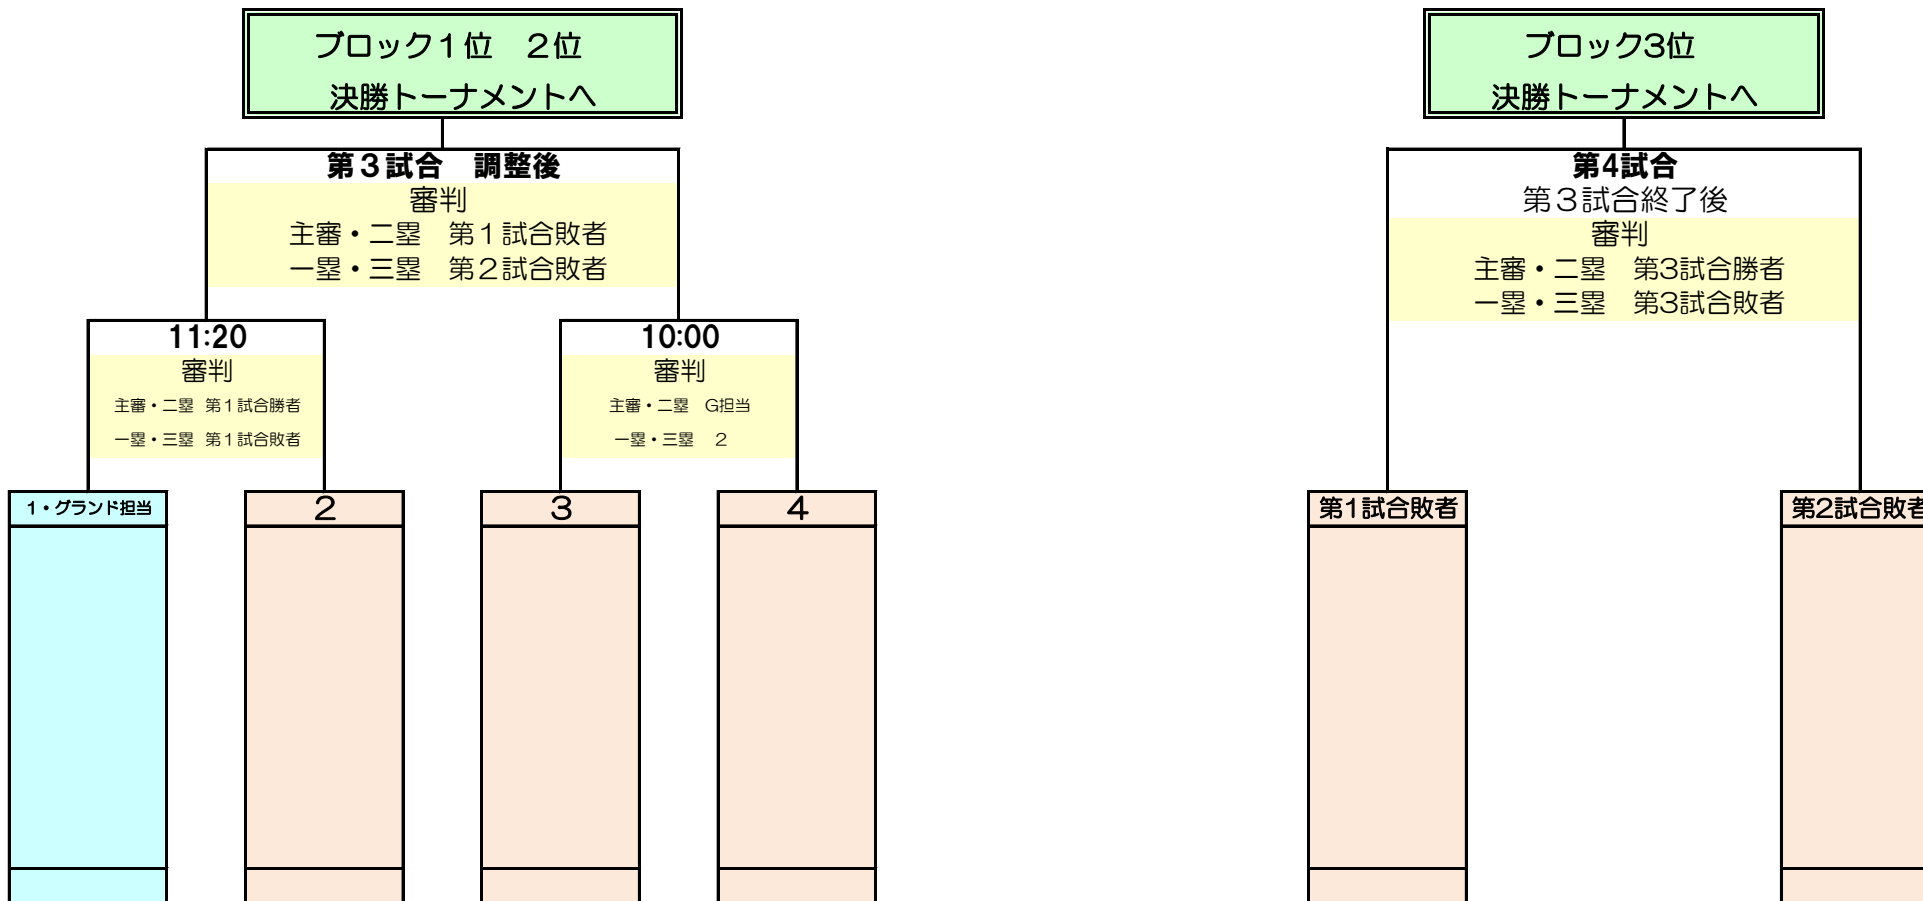 ブロック１位　２位
決勝トーナメントへ
第３試合　調整後
審判
主審・二塁　第１試合敗者
一塁・三塁　第２試合敗者
11:20
審判
主審・二塁 第１試合勝者
一塁・三塁 第１試合敗者
10:00
審判
主審・二塁　G担当
一塁・三塁　2
1・グランド担当
2
3
4
ブロック3位
決勝トーナメントへ
第4試合
第３試合終了後
審判
主審・二塁　第3試合勝者
一塁・三塁　第3試合敗者
第1試合敗者
第2試合敗者